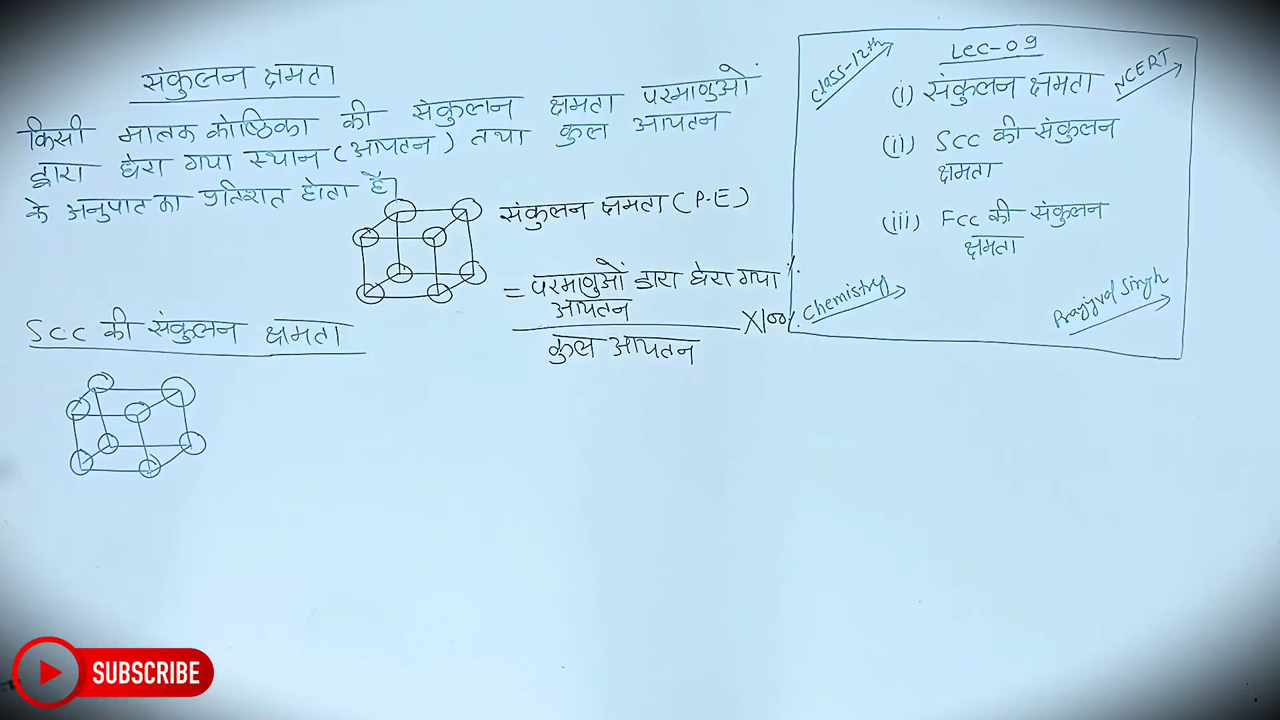 संकुलन क्षमता
किसी मात्रक कोष्ठिका की संकुलन क्षमता परमाणुओं
द्वारा घेरा गया स्थान (आयतन) तथा कुल आयतन
के अनुपात का प्रतिशत होता है।
संकुलन क्षमता (P.E)
= परमाणुओं द्वारा घेरा गया
आयतन
X100%
कुल आयतन
Scc की संकुलन क्षमता
Lec-09
Class-12th
NCERT
(i) संकुलन क्षमता
(ii) Scc की संकुलन
क्षमता
(iii) Fcc की संकुलन
क्षमता
Chemistry
Prajjval Singh
SUBSCRIBE